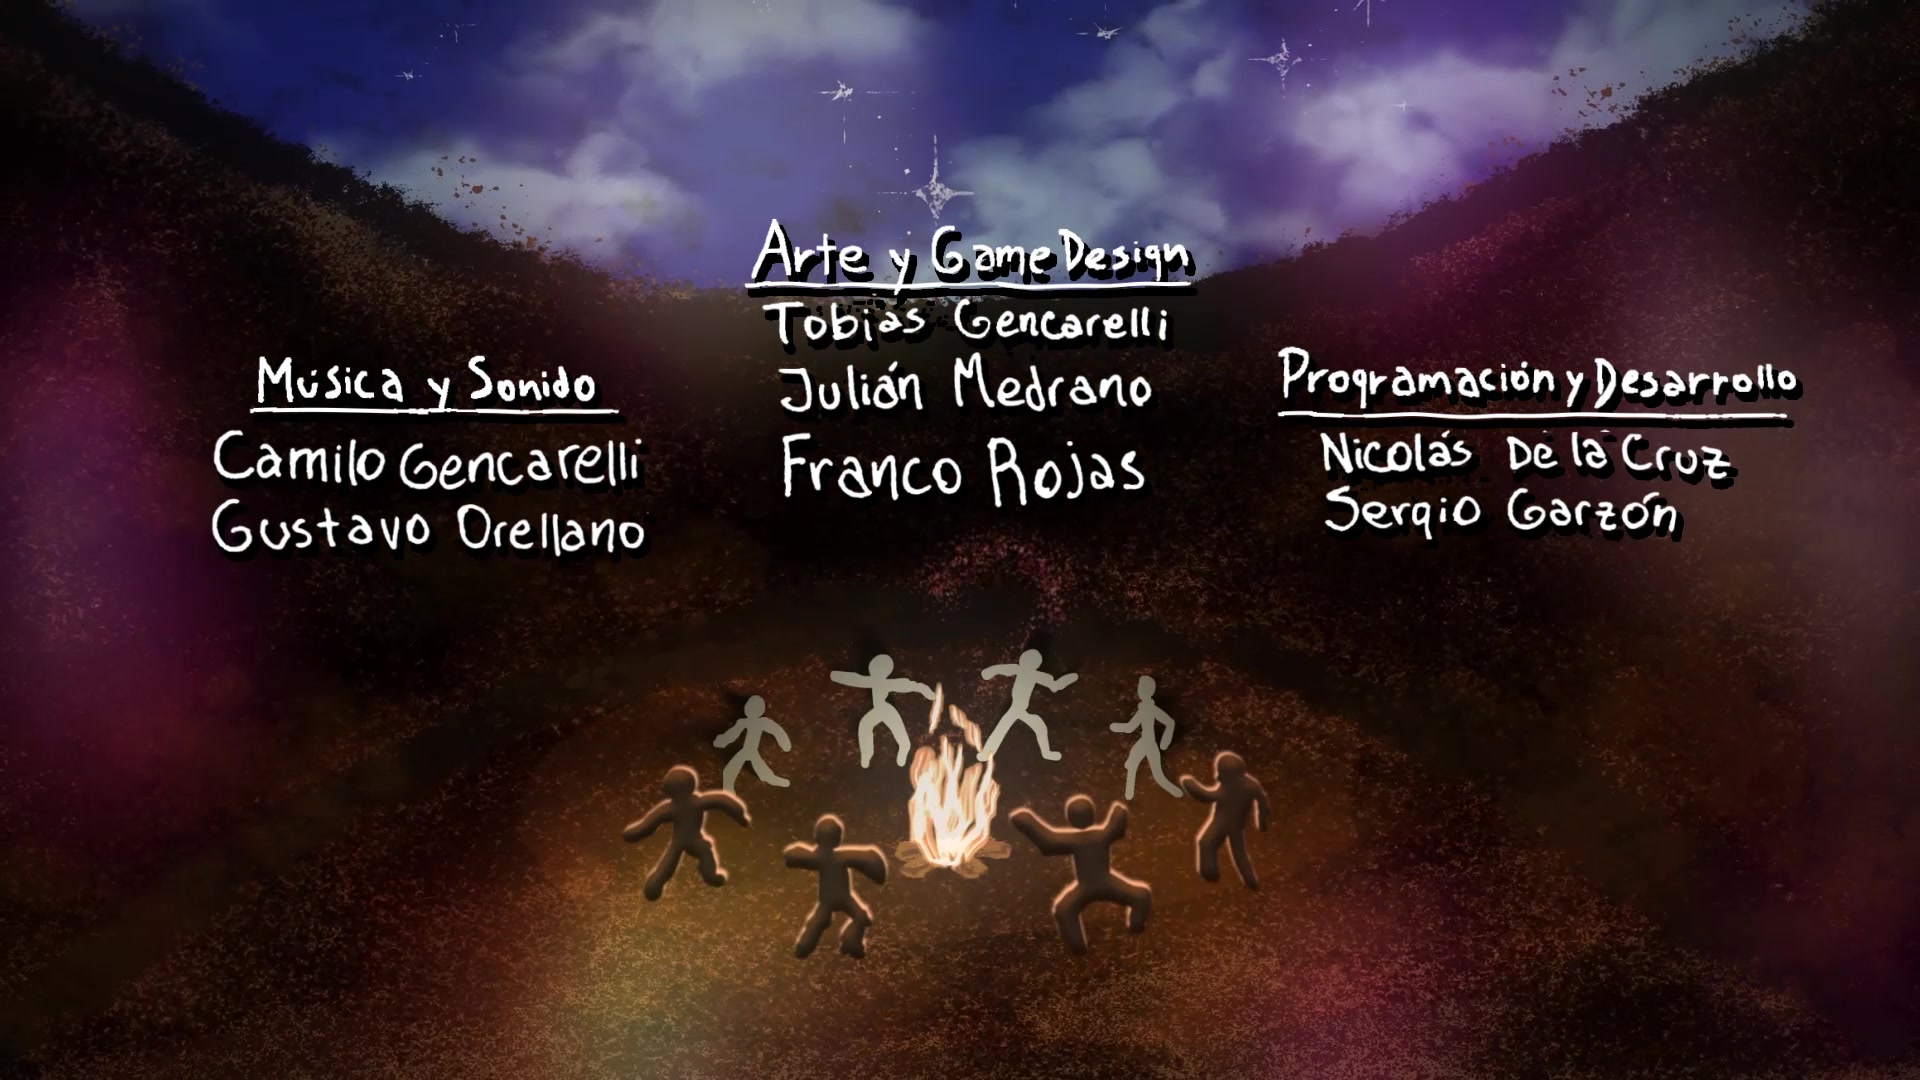 Música y Sonido
Camilo Gencarelli
Gustavo Orellano
Arte y Game Design
Tobias Gencarelli
Julián Medrano
Franco Rojas
Programación y Desarrollo
Nicolás De la Cruz
Sergio Garzón